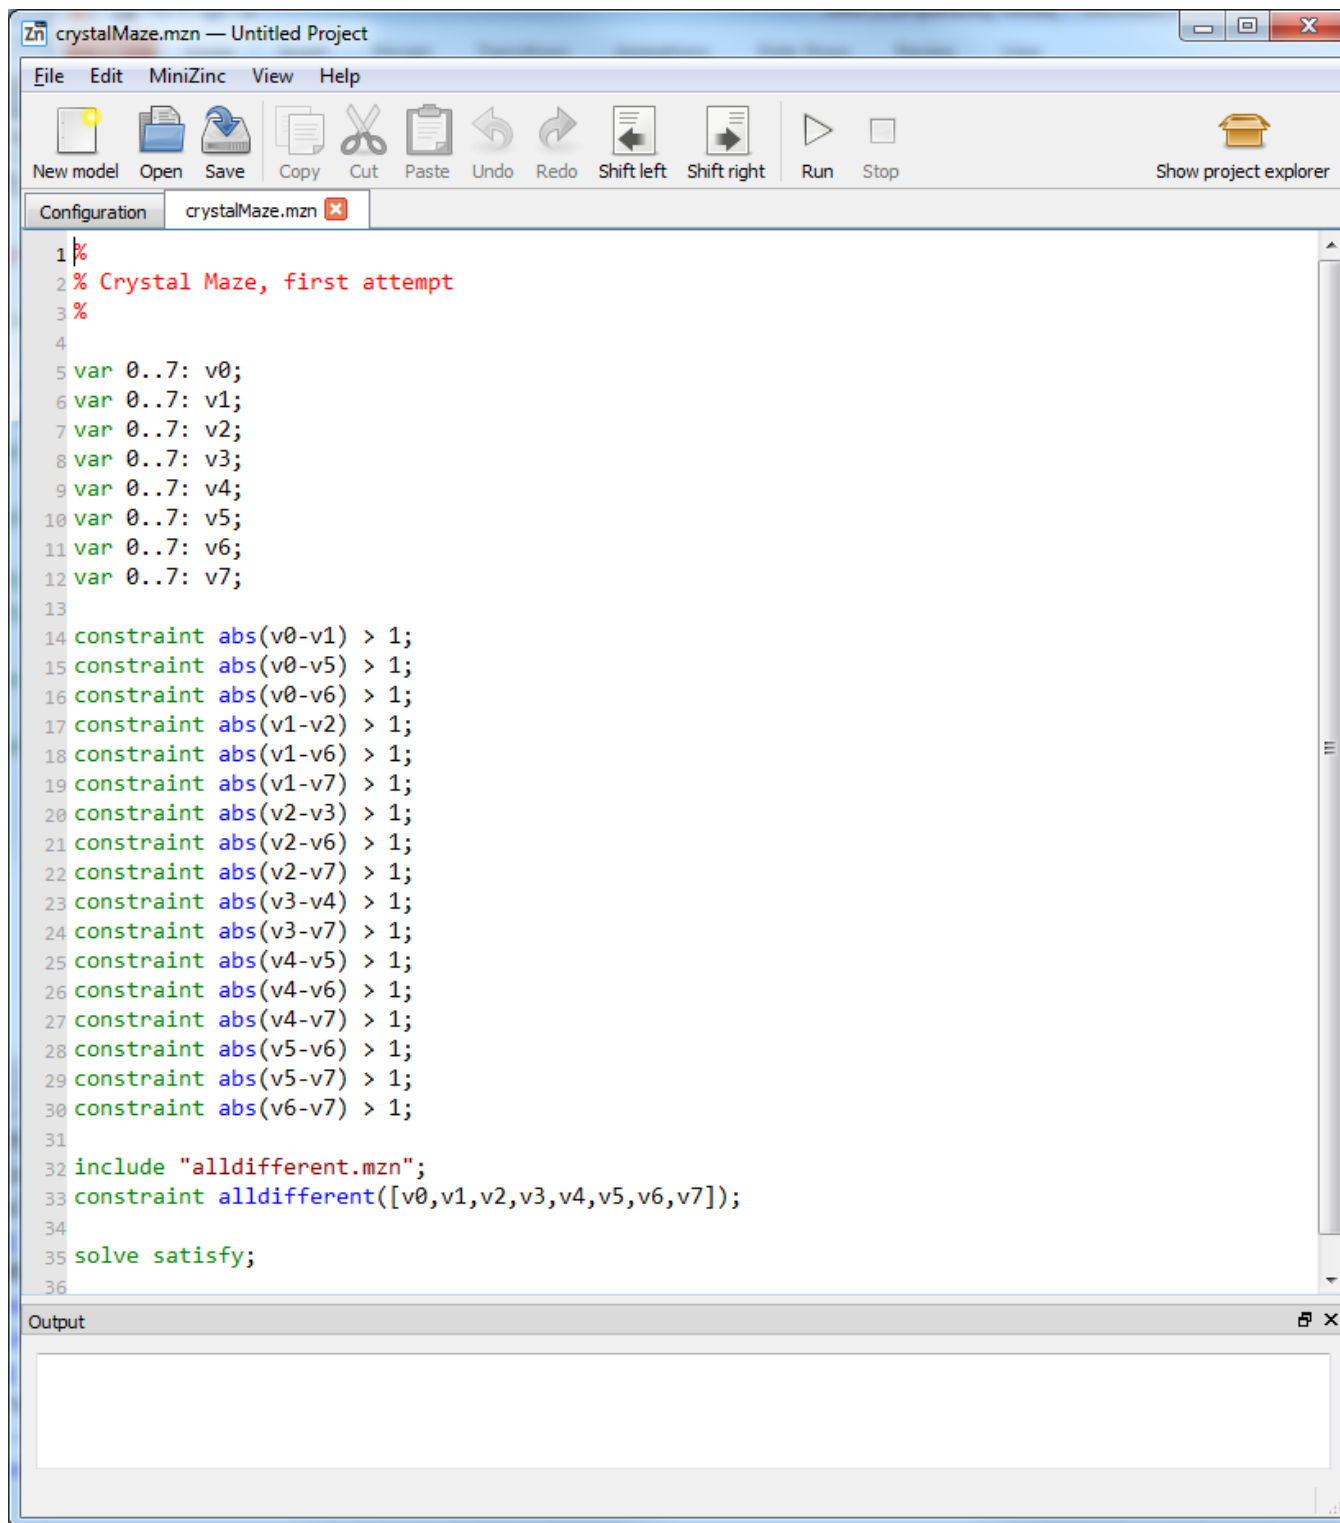 Zn crystalMaze.mzn — Untitled Project
File Edit MiniZinc View Help
New model Open Save Copy Cut Paste Undo Redo Shift left Shift right Run Stop Show project explorer
Configuration crystalMaze.mzn
1 %
2 % Crystal Maze, first attempt
3 %
4
5 var 0..7: v0;
6 var 0..7: v1;
7 var 0..7: v2;
8 var 0..7: v3;
9 var 0..7: v4;
10 var 0..7: v5;
11 var 0..7: v6;
12 var 0..7: v7;
13
14 constraint abs(v0-v1) > 1;
15 constraint abs(v0-v5) > 1;
16 constraint abs(v0-v6) > 1;
17 constraint abs(v1-v2) > 1;
18 constraint abs(v1-v6) > 1;
19 constraint abs(v1-v7) > 1;
20 constraint abs(v2-v3) > 1;
21 constraint abs(v2-v6) > 1;
22 constraint abs(v2-v7) > 1;
23 constraint abs(v3-v4) > 1;
24 constraint abs(v3-v7) > 1;
25 constraint abs(v4-v5) > 1;
26 constraint abs(v4-v6) > 1;
27 constraint abs(v4-v7) > 1;
28 constraint abs(v5-v6) > 1;
29 constraint abs(v5-v7) > 1;
30 constraint abs(v6-v7) > 1;
31
32 include "alldifferent.mzn";
33 constraint alldifferent([v0,v1,v2,v3,v4,v5,v6,v7]);
34
35 solve satisfy;
36
Output